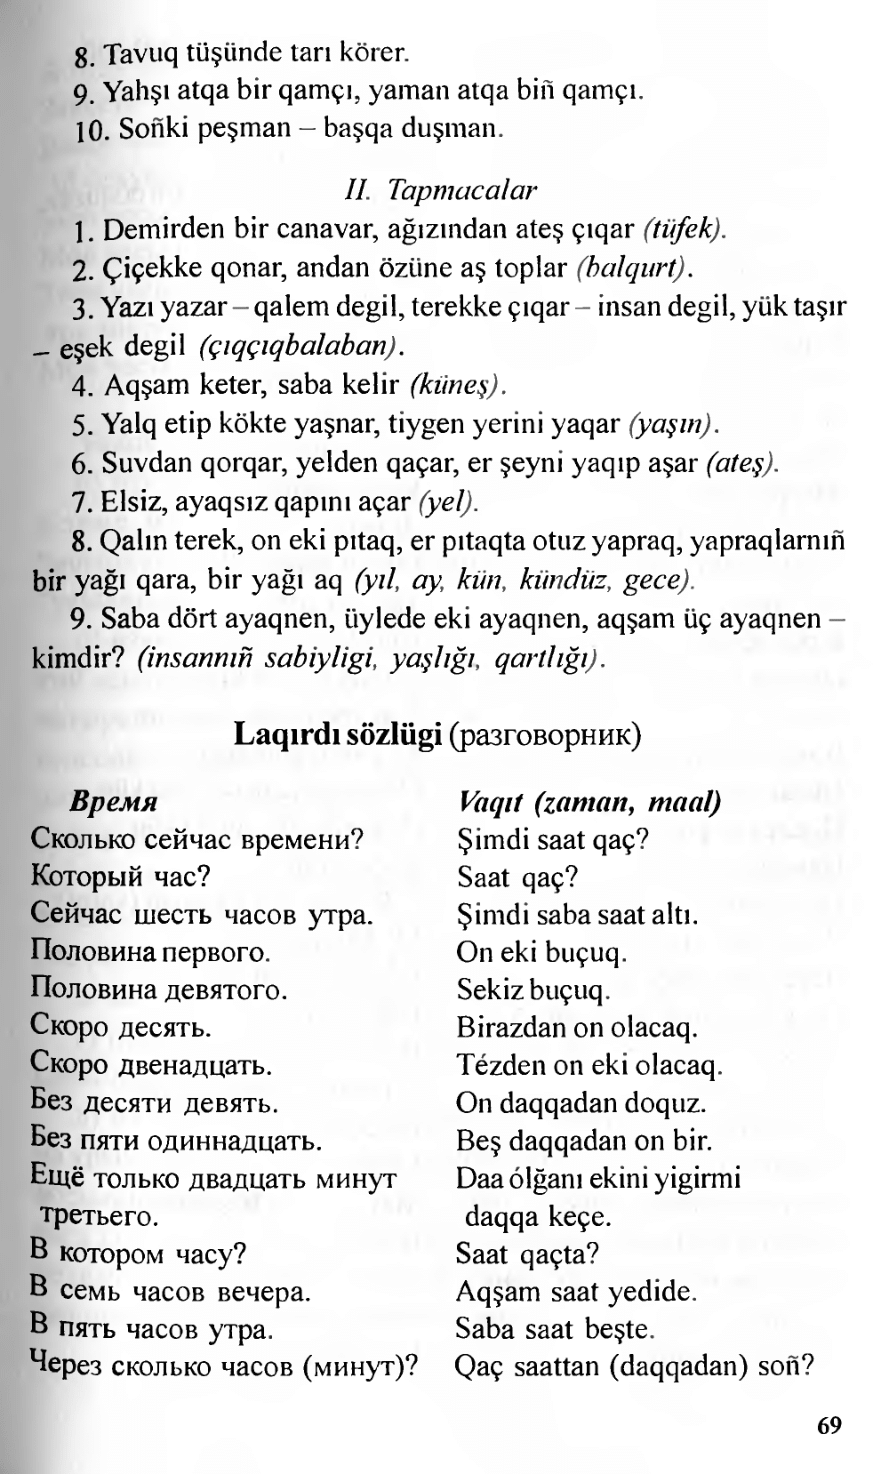 8. Tavuq tüşünde tarı körer.
9. Yahşı atqa bir qamçı, yaman atqa biñ qamçı.
10. Soñki peşman – başqa duşman.
II. Tapmacalar
1. Demirden bir canavar, ağızından ateş çıqar (tüfek).
2. Çiçekke qonar, andan özüne aş toplar (balqurt).
3. Yazı yazar – qalem degil, terekke çıqar – insan degil, yük taşır
– eşek degil (çıqçıqbalaban).
4. Aqşam keter, saba kelir (küneş).
5. Yalq etip kökte yaşnar, tiygen yerini yaqar (yaşın).
6. Suvdan qorqar, yelden qaçar, er şeyni yaqıp aşar (ateş).
7. Elsiz, ayaqsız qapını açar (yel).
8. Qalın terek, on eki pıtaq, er pıtaqta otuz yapraq, yapraqlarnıñ
bir yağı qara, bir yağı aq (yıl, ay, kün, kündüz, gece).
9. Saba dört ayaqnen, üylede eki ayaqnen, aqşam üç ayaqnen –
kimdir? (insannıñ sabiyligi, yaşlığı, qartlığı).
Laqırdı sözlügi (разговорник)
Время Vaqıt (zaman, maal)
Сколько сейчас времени? Şimdi saat qaç?
Который час? Saat qaç?
Сейчас шесть часов утра. Şimdi saba saat altı.
Половина первого. On eki buçuq.
Половина девятого. Sekiz buçuq.
Скоро десять. Birazdan on olacaq.
Скоро двенадцать. Tézden on eki olacaq.
Без десяти девять. On daqqadan doquz.
Без пяти одиннадцать. Beş daqqadan on bir.
Ещё только двадцать минут Daa ólğanı ekini yigirmi
третьего. daqqa keçe.
В котором часу? Saat qaçta?
В семь часов вечера. Aqşam saat yedide.
В пять часов утра. Saba saat beşte.
Через сколько часов (минут)? Qaç saattan (daqqadan) soñ?
69